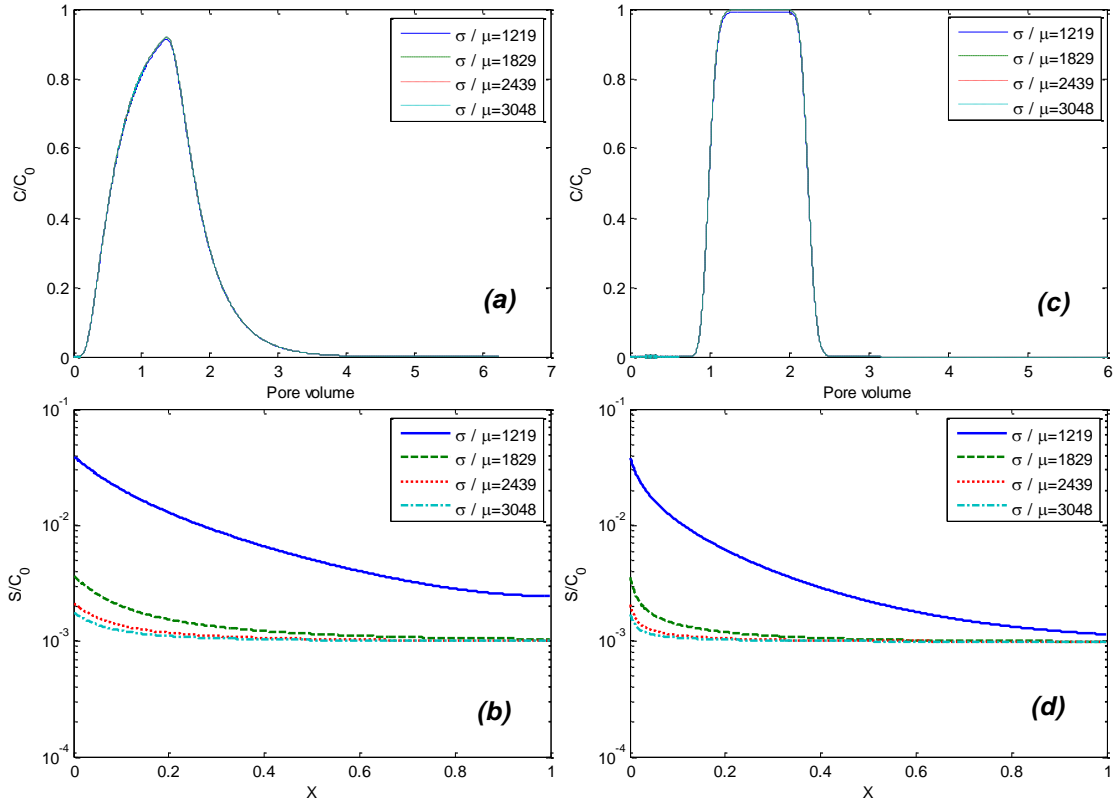 C/C0
1
0.8
0.6
0.4
0.2
0
0 1 2 3 4 5 6 7
Pore volume
σ / μ=1219
σ / μ=1829
σ / μ=2439
σ / μ=3048
(a)
C/C0
1
0.8
0.6
0.4
0.2
0
0 1 2 3 4 5 6
Pore volume
σ / μ=1219
σ / μ=1829
σ / μ=2439
σ / μ=3048
(c)
S/C0
10-1
10-2
10-3
10-4
0 0.2 0.4 0.6 0.8 1
X
σ / μ=1219
σ / μ=1829
σ / μ=2439
σ / μ=3048
(b)
S/C0
10-1
10-2
10-3
10-4
0 0.2 0.4 0.6 0.8 1
X
σ / μ=1219
σ / μ=1829
σ / μ=2439
σ / μ=3048
(d)